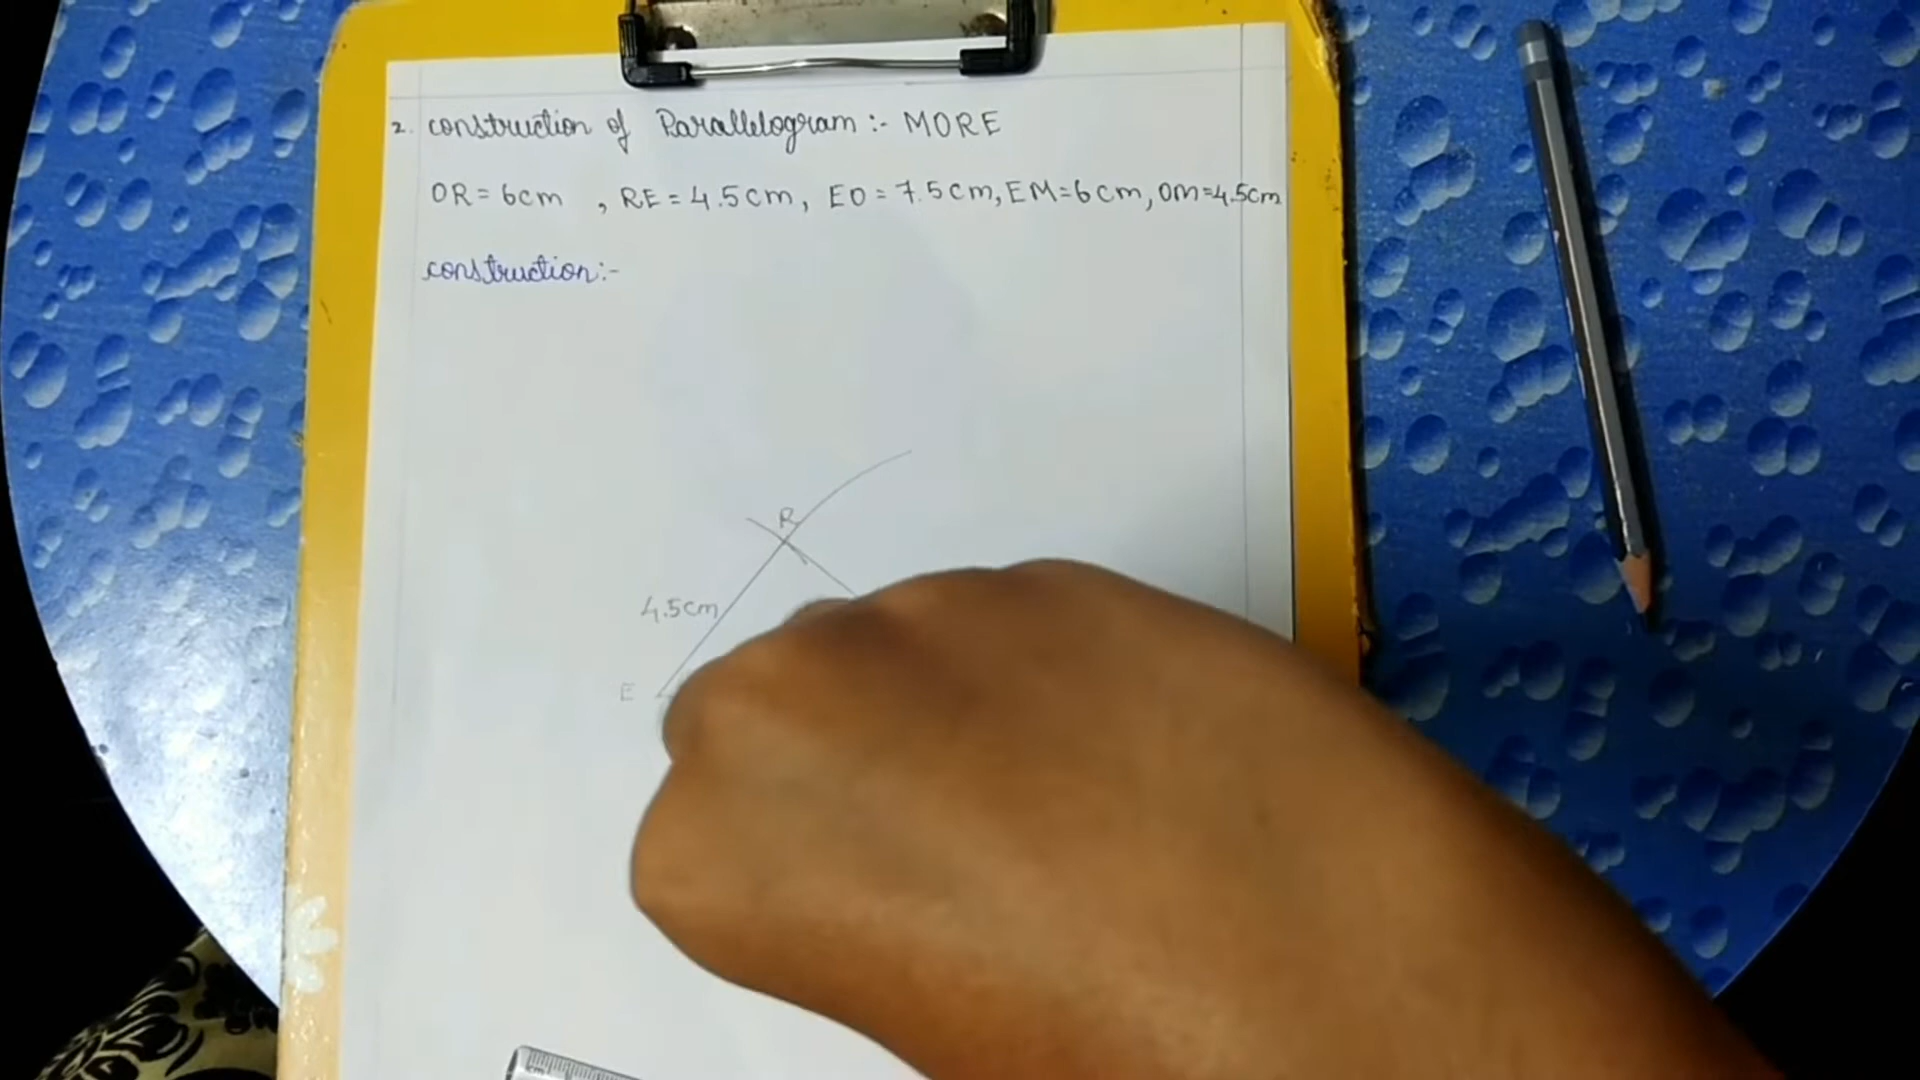 2. construction of Parallelogram :- MORE
OR = 6cm , RE = 4.5cm, EO = 7.5cm, EM=6cm, OM=4.5cm
construction:-
R
4.5cm
E
cm